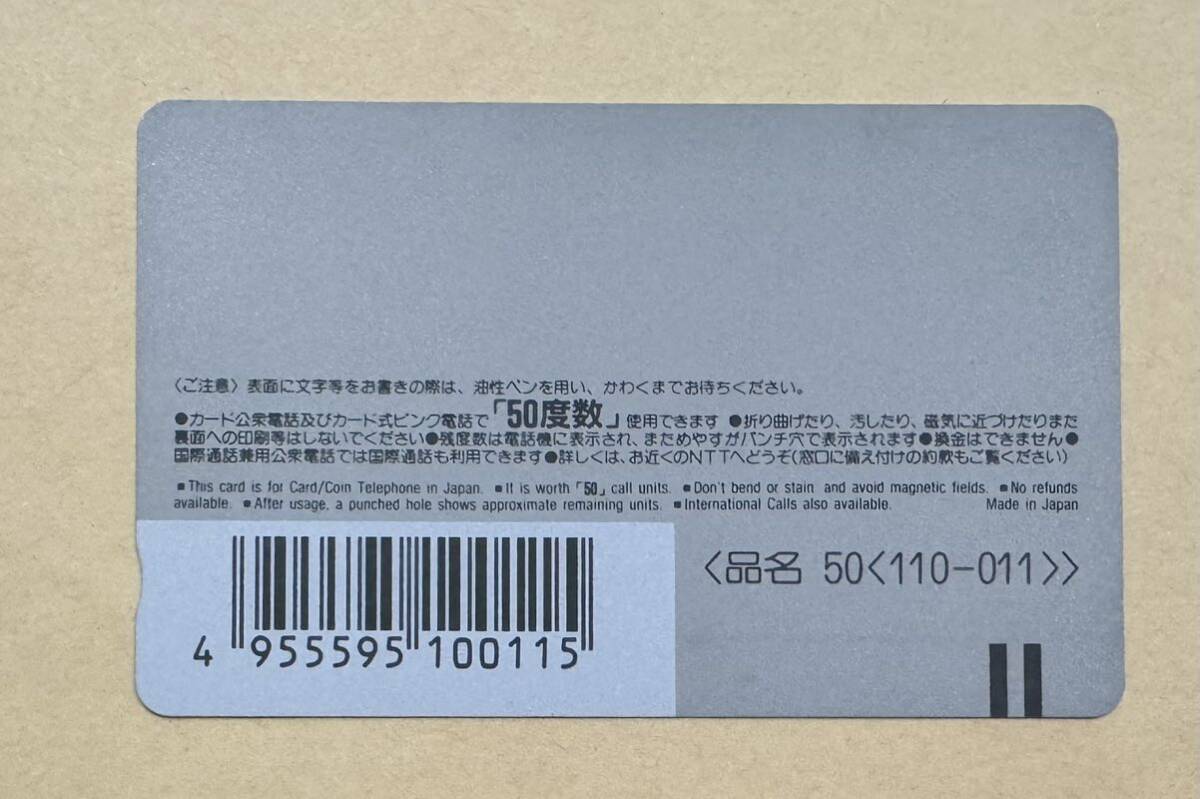 〈ご注意〉表面に文字等をお書きの際は、油性ペンを用い、かわくまでお待ちください。
●カード公衆電話及びカード式ピンク電話で「50度数」使用できます ●折り曲げたり、汚したり、磁気に近づけたりまた
裏面への印刷等はしないでください●残度数は電話機に表示され、まためやすがパンチ穴で表示されます●換金はできません●
国際通話兼用公衆電話では国際通話も利用できます●詳しくは、お近くのNTTへどうぞ(窓口に備え付けの約款もご覧ください)
■This card is for Card/Coin Telephone in Japan. ■It is worth「50」call units. ■Don't bend or stain and avoid magnetic fields. ■No refunds
available. ■After usage, a punched hole shows approximate remaining units. ■International Calls also available. Made in Japan
〈品名 50〈110-011〉〉
4 955595 100115